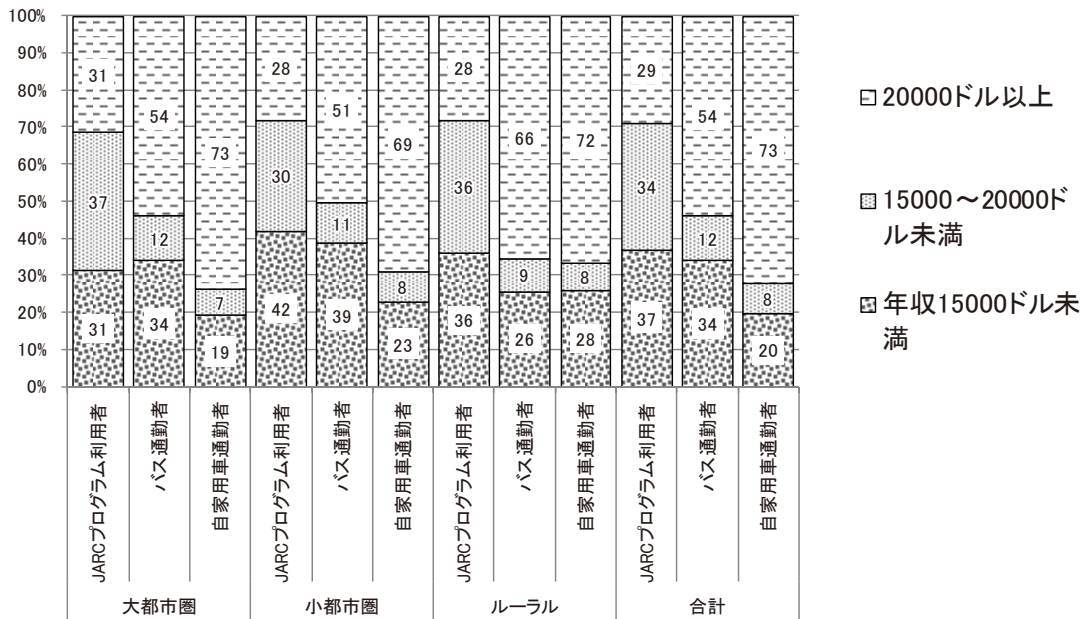 100%
90%
80%
70%
60%
50%
40%
30%
20%
10%
0%
31
37
31
54
12
34
73
7
19
28
30
42
51
11
39
69
8
23
28
36
36
66
9
26
72
8
28
29
34
37
54
12
34
73
8
20
JARCプログラム利用者
バス通勤者
自家用車通勤者
JARCプログラム利用者
バス通勤者
自家用車通勤者
JARCプログラム利用者
バス通勤者
自家用車通勤者
JARCプログラム利用者
バス通勤者
自家用車通勤者
大都市圏
小都市圏
ルーラル
合計
20000ドル以上
15000～20000ド
ル未満
年収15000ドル未
満